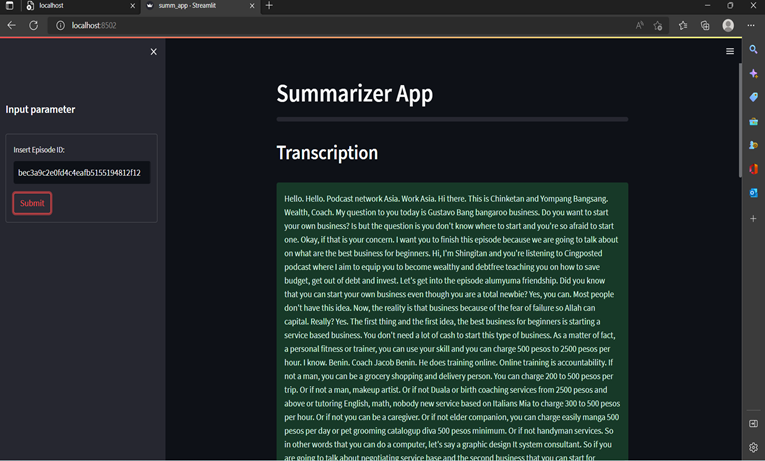 localhost
summ_app · Streamlit
localhost:8502
Input parameter
Insert Episode ID:
bec3a9c2e0fd4c4eafb5155194812f12
Submit
Summarizer App
Transcription
Hello. Hello. Podcast network Asia. Work Asia. Hi there. This is Chinketan and Yompang Bangsang.
Wealth, Coach. My question to you today is Gustavo Bang bangaroo business. Do you want to start
your own business? Is but the question is you don't know where to start and you're so afraid to start
one. Okay, if that is your concern. I want you to finish this episode because we are going to talk about
on what are the best business for beginners. Hi, I'm Shingitan and you're listening to Cingposted
podcast where I aim to equip you to become wealthy and debtfree teaching you on how to save
budget, get out of debt and invest. Let's get into the episode alumyuma friendship. Did you know
that you can start your own business even though you are a total newbie? Yes, you can. Most people
don't have this idea. Now, the reality is that business because of the fear of failure so Allah can
capital. Really? Yes. The first thing and the first idea, the best business for beginners is starting a
service based business. You don't need a lot of cash to start this type of business. As a matter of fact,
a personal fitness or trainer, you can use your skill and you can charge 500 pesos to 2500 pesos per
hour. I know. Benin. Coach Jacob Benin. He does training online. Online training is accountability. If
not a man, you can be a grocery shopping and delivery person. You can charge 200 to 500 pesos per
trip. Or if not a man, makeup artist. Or if not Duala or birth coaching services from 2500 pesos and
above or tutoring English, math, nobody new service based on Italians Mia to charge 300 to 500 pesos
per hour. Or if not you can be a caregiver. Or if not elder companion, you can charge easily manga 500
pesos per day or pet grooming catalogup diva 500 pesos minimum. Or if not handyman services. So
in other words that you can do a computer, let's say a graphic design It system consultant. So if you
are going to talk about negotiating service base and the second business that you can start for